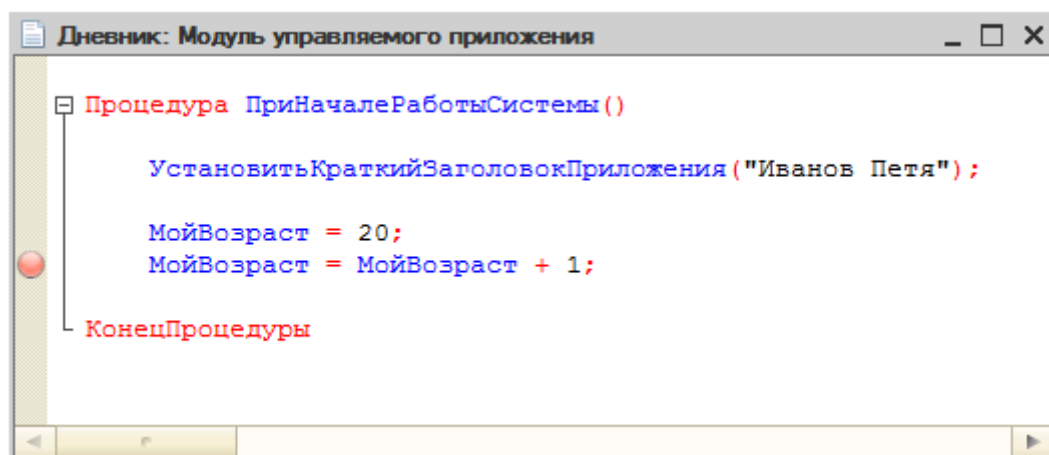 Дневник: Модуль управляемого приложения
Процедура ПриНачалеРаботыСистемы()
УстановитьКраткийЗаголовокПриложения("Иванов Петя");
МойВозраст = 20;
МойВозраст = МойВозраст + 1;
КонецПроцедуры